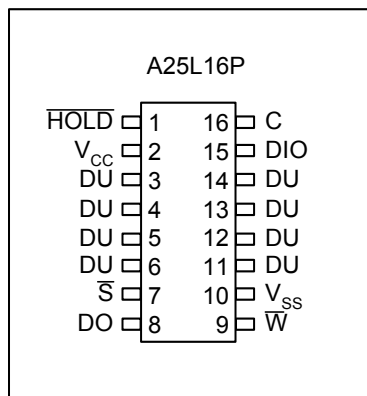 A25L16P
H̅O̅L̅D̅ 1 16 C
VCC 2 15 DIO
DU 3 14 DU
DU 4 13 DU
DU 5 12 DU
DU 6 11 DU
S̅ 7 10 VSS
DO 8 9 W̅